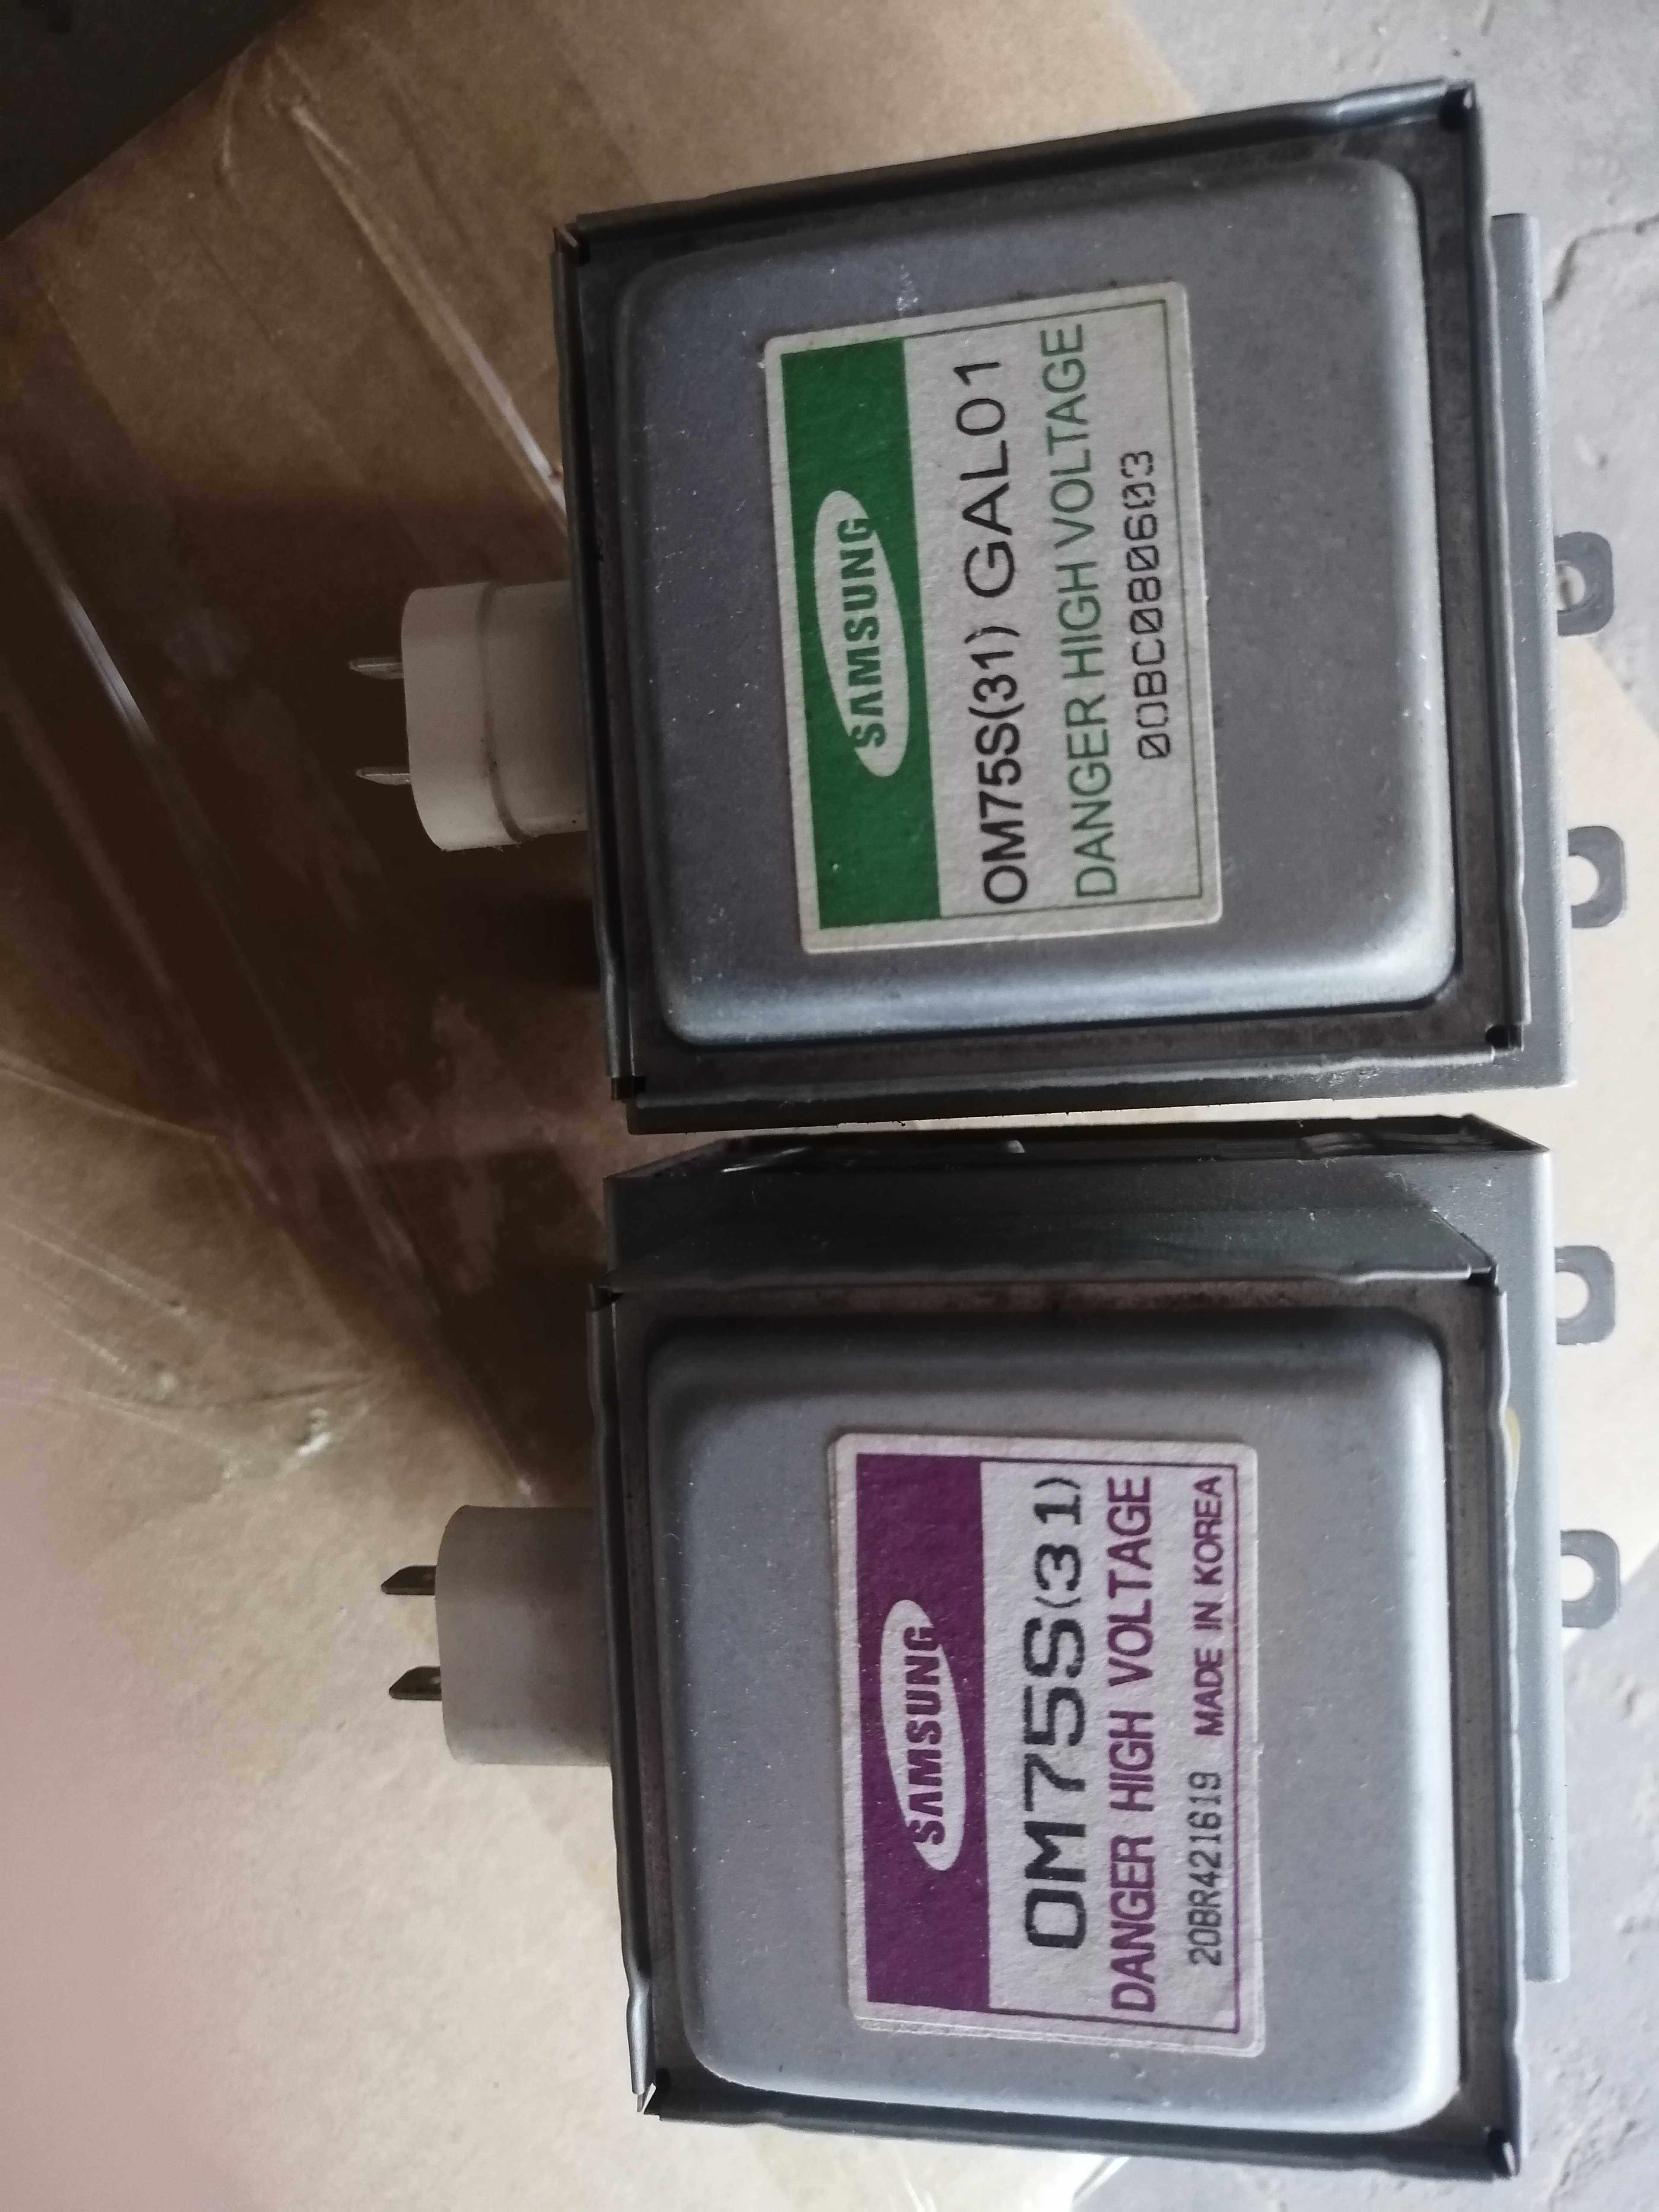 SAMSUNG
OM75S(31) GAL01
DANGER HIGH VOLTAGE
00BC080603
SAMSUNG
OM75S(31)
DANGER HIGH VOLTAGE
20BR421619 MADE IN KOREA